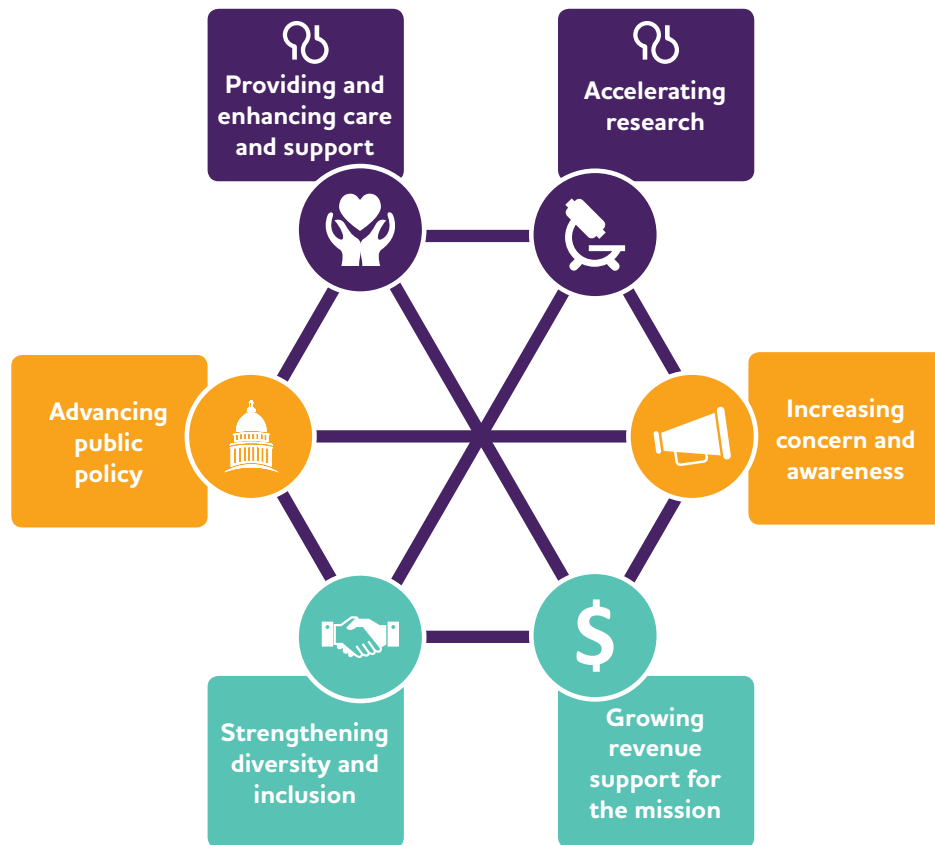 Providing and
enhancing care
and support
Accelerating
research
Advancing
public
policy
Increasing
concern and
awareness
$
Strengthening
diversity and
inclusion
Growing
revenue
support for
the mission